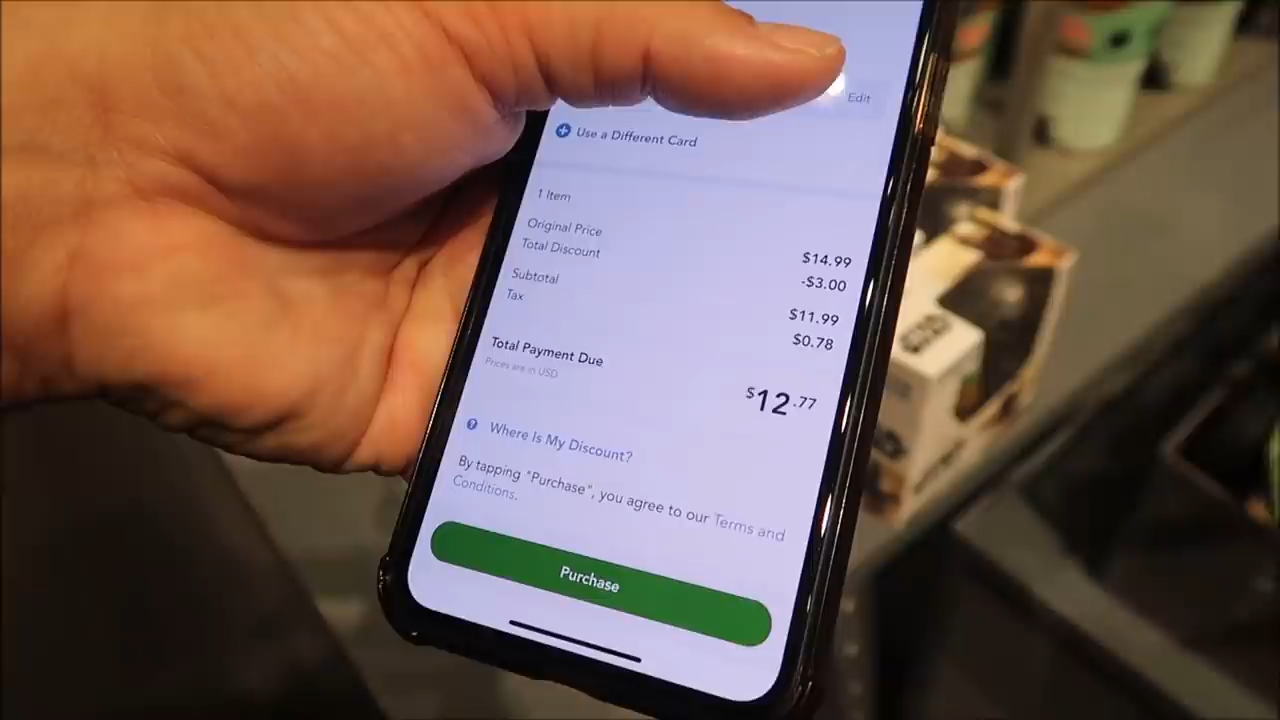 Edit
Use a Different Card
1 Item
Original Price $14.99
Total Discount -$3.00
Subtotal $11.99
Tax $0.78
Total Payment Due $12.77
Prices are in USD
Where Is My Discount?
By tapping "Purchase", you agree to our Terms and
Conditions.
Purchase